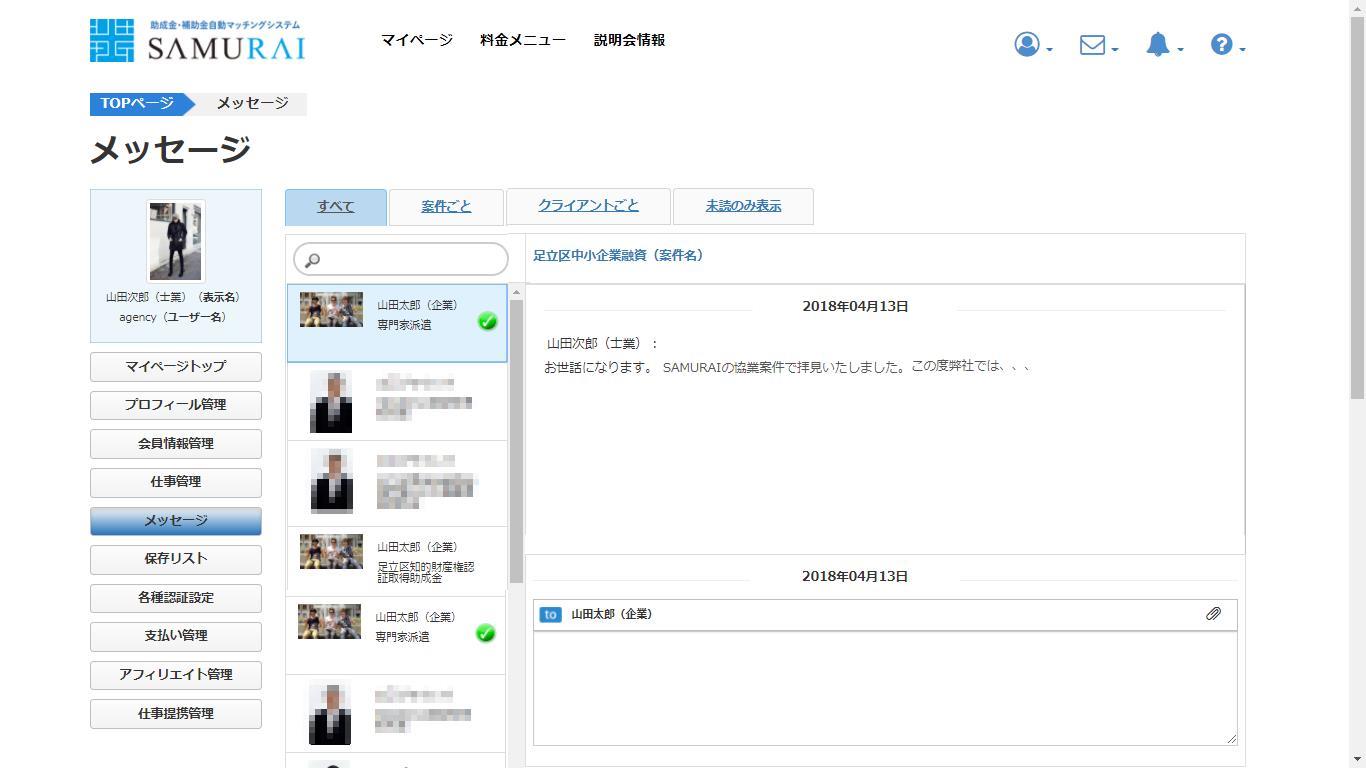 助成金・補助金自動マッチングシステム
SAMURAI
マイページ 料金メニュー 説明会情報
TOPページ メッセージ
メッセージ
山田次郎（士業）（表示名）
agency（ユーザー名）
マイページトップ
プロフィール管理
会員情報管理
仕事管理
メッセージ
保存リスト
各種認証設定
支払い管理
アフィリエイト管理
仕事提携管理
すべて 案件ごと クライアントごと 未読のみ表示
山田太郎（企業）
専門家派遣
山田太郎（企業）
足立区知的財産権認
証取得助成金
山田太郎（企業）
専門家派遣
足立区中小企業融資（案件名）
2018年04月13日
山田次郎（士業）：
お世話になります。 SAMURAIの協業案件で拝見いたしました。この度弊社では、、、
2018年04月13日
to 山田太郎（企業）